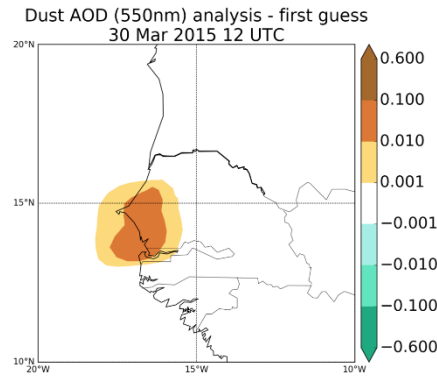 Dust AOD (550nm) analysis - first guess
30 Mar 2015 12 UTC
20°N
15°N
10°N
20°W
15°W
10°W
0.600
0.100
0.010
0.001
−0.001
−0.010
−0.100
−0.600